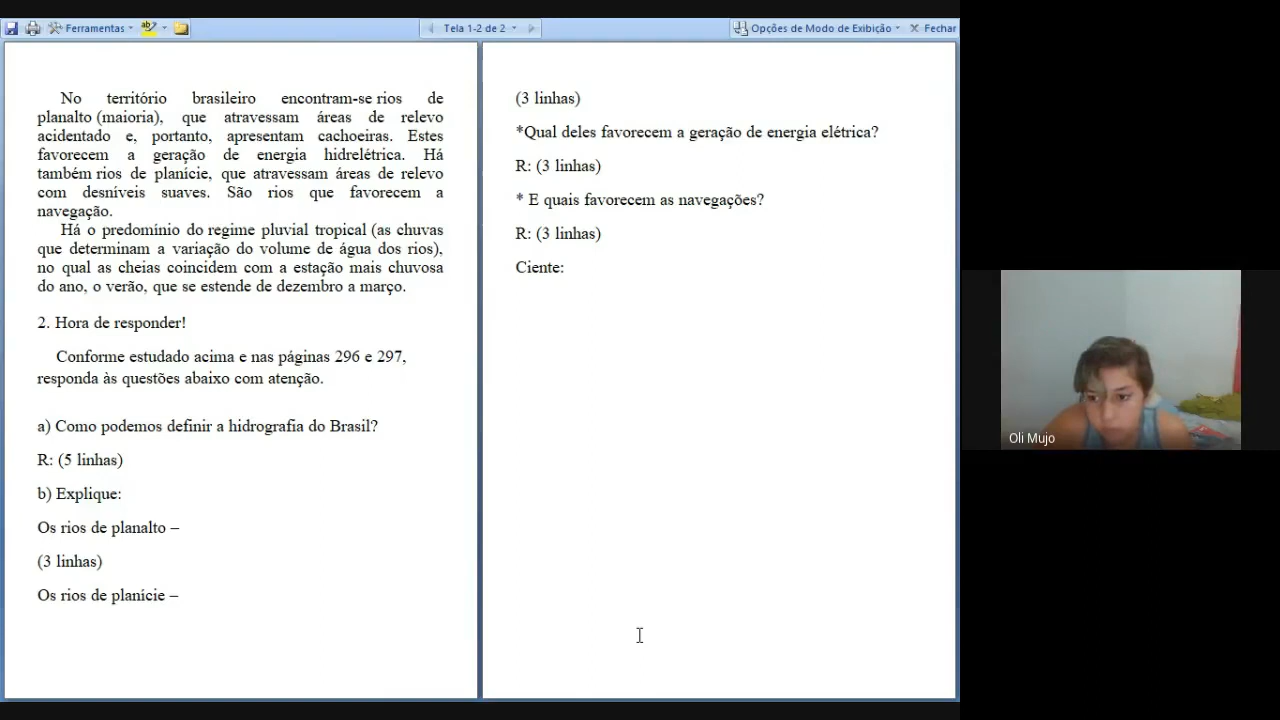 Ferramentas
Tela 1-2 de 2
Opções de Modo de Exibição
Fechar
No território brasileiro encontram-se rios de
planalto (maioria), que atravessam áreas de relevo
acidentado e, portanto, apresentam cachoeiras. Estes
favorecem a geração de energia hidrelétrica. Há
também rios de planície, que atravessam áreas de relevo
com desníveis suaves. São rios que favorecem a
navegação.
Há o predomínio do regime pluvial tropical (as chuvas
que determinam a variação do volume de água dos rios),
no qual as cheias coincidem com a estação mais chuvosa
do ano, o verão, que se estende de dezembro a março.
2. Hora de responder!
Conforme estudado acima e nas páginas 296 e 297,
responda às questões abaixo com atenção.
a) Como podemos definir a hidrografia do Brasil?
R: (5 linhas)
b) Explique:
Os rios de planalto –
(3 linhas)
Os rios de planície –
(3 linhas)
*Qual deles favorecem a geração de energia elétrica?
R: (3 linhas)
* E quais favorecem as navegações?
R: (3 linhas)
Ciente:
Oli Mujo